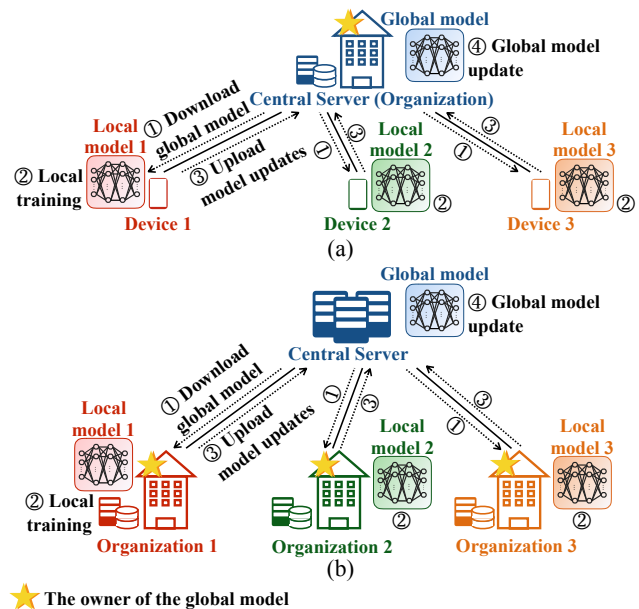 Global model
④ Global model
update
Central Server (Organization)
① Download
global model
③ Upload
model updates
① ③
① ③
Local
model 1
② Local
training
Device 1
Local
model 2
②
Device 2
Local
model 3
②
Device 3
(a)
Global model
④ Global model
update
Central Server
① Download
global model
③ Upload
model updates
① ③
① ③
Local
model 1
② Local
training
Organization 1
Local
model 2
②
Organization 2
Local
model 3
②
Organization 3
(b)
The owner of the global model